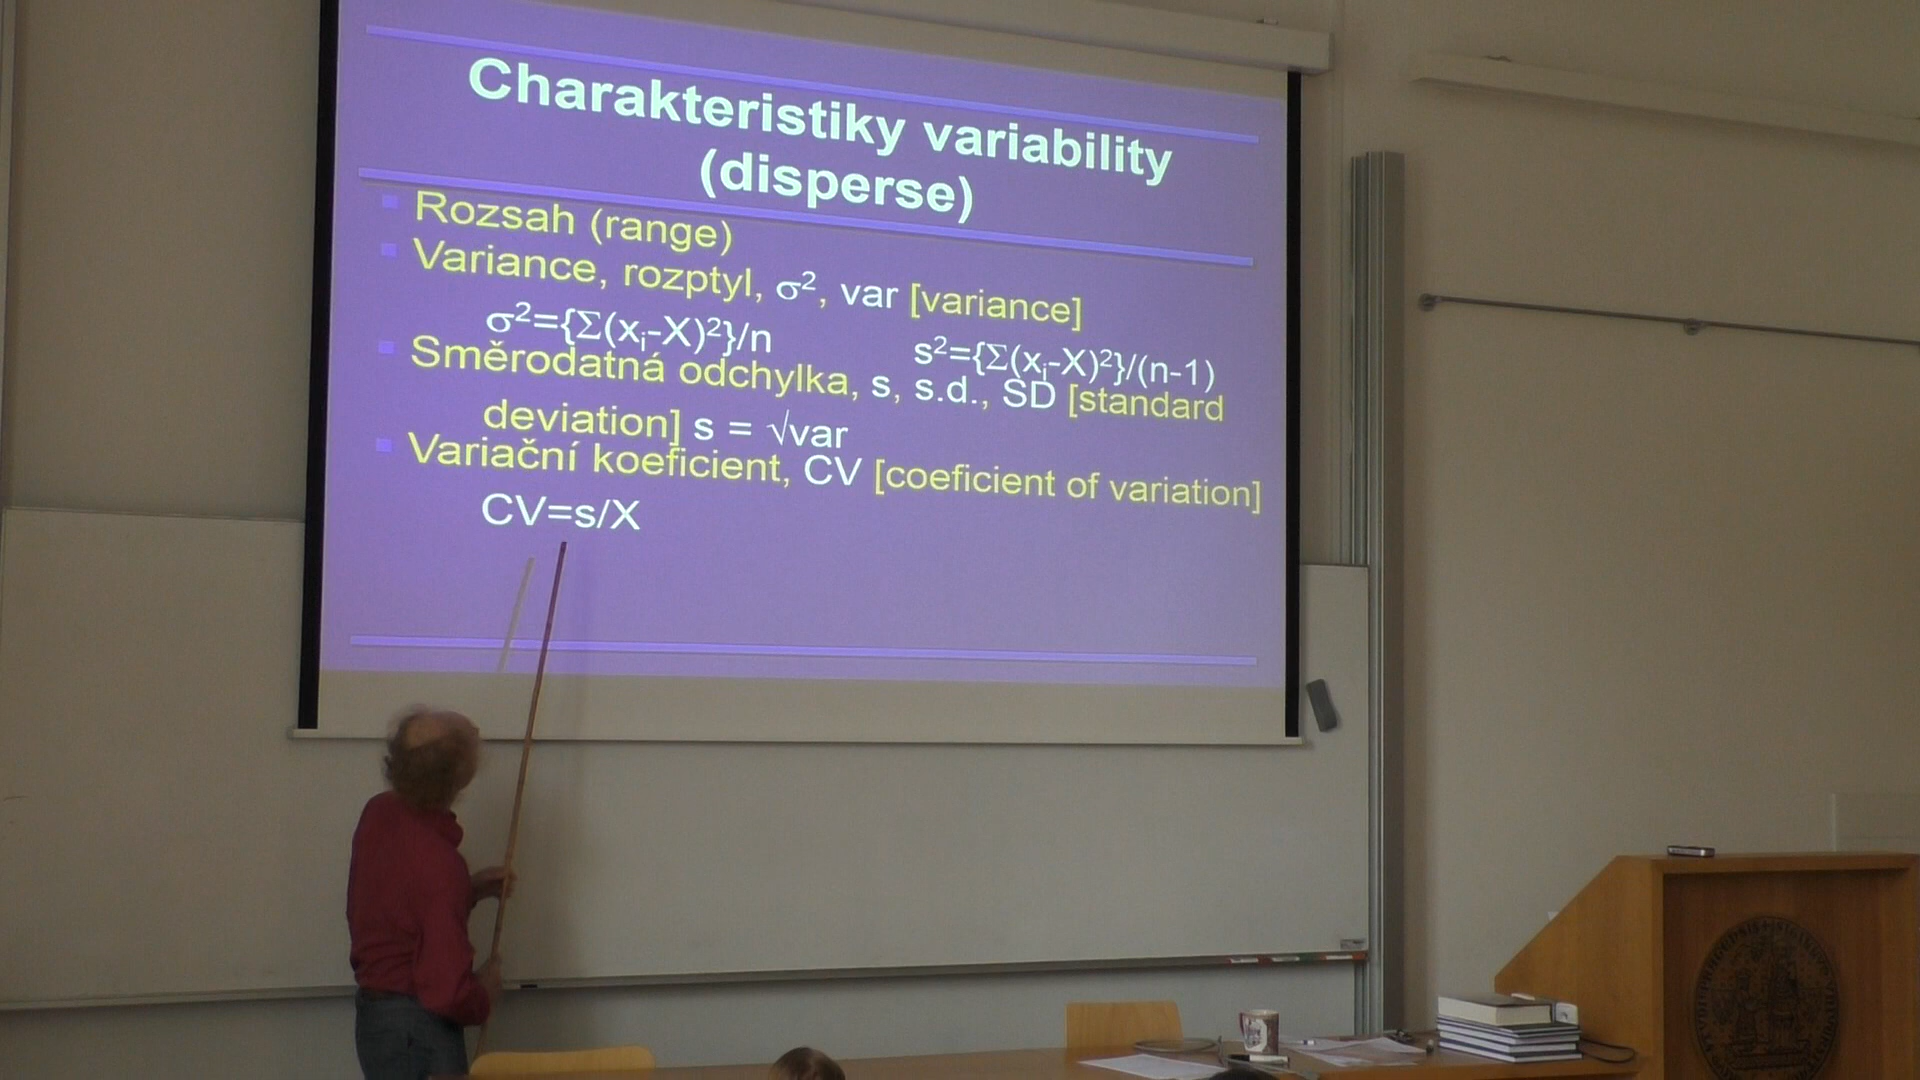 Charakteristiky variability
(disperse)
Rozsah (range)
Variance, rozptyl, σ², var [variance]
σ²={Σ(xᵢ-X)²}/n s²={Σ(xᵢ-X)²}/(n-1)
Směrodatná odchylka, s, s.d., SD [standard
deviation] s = √var
Variační koeficient, CV [coeficient of variation]
CV=s/X